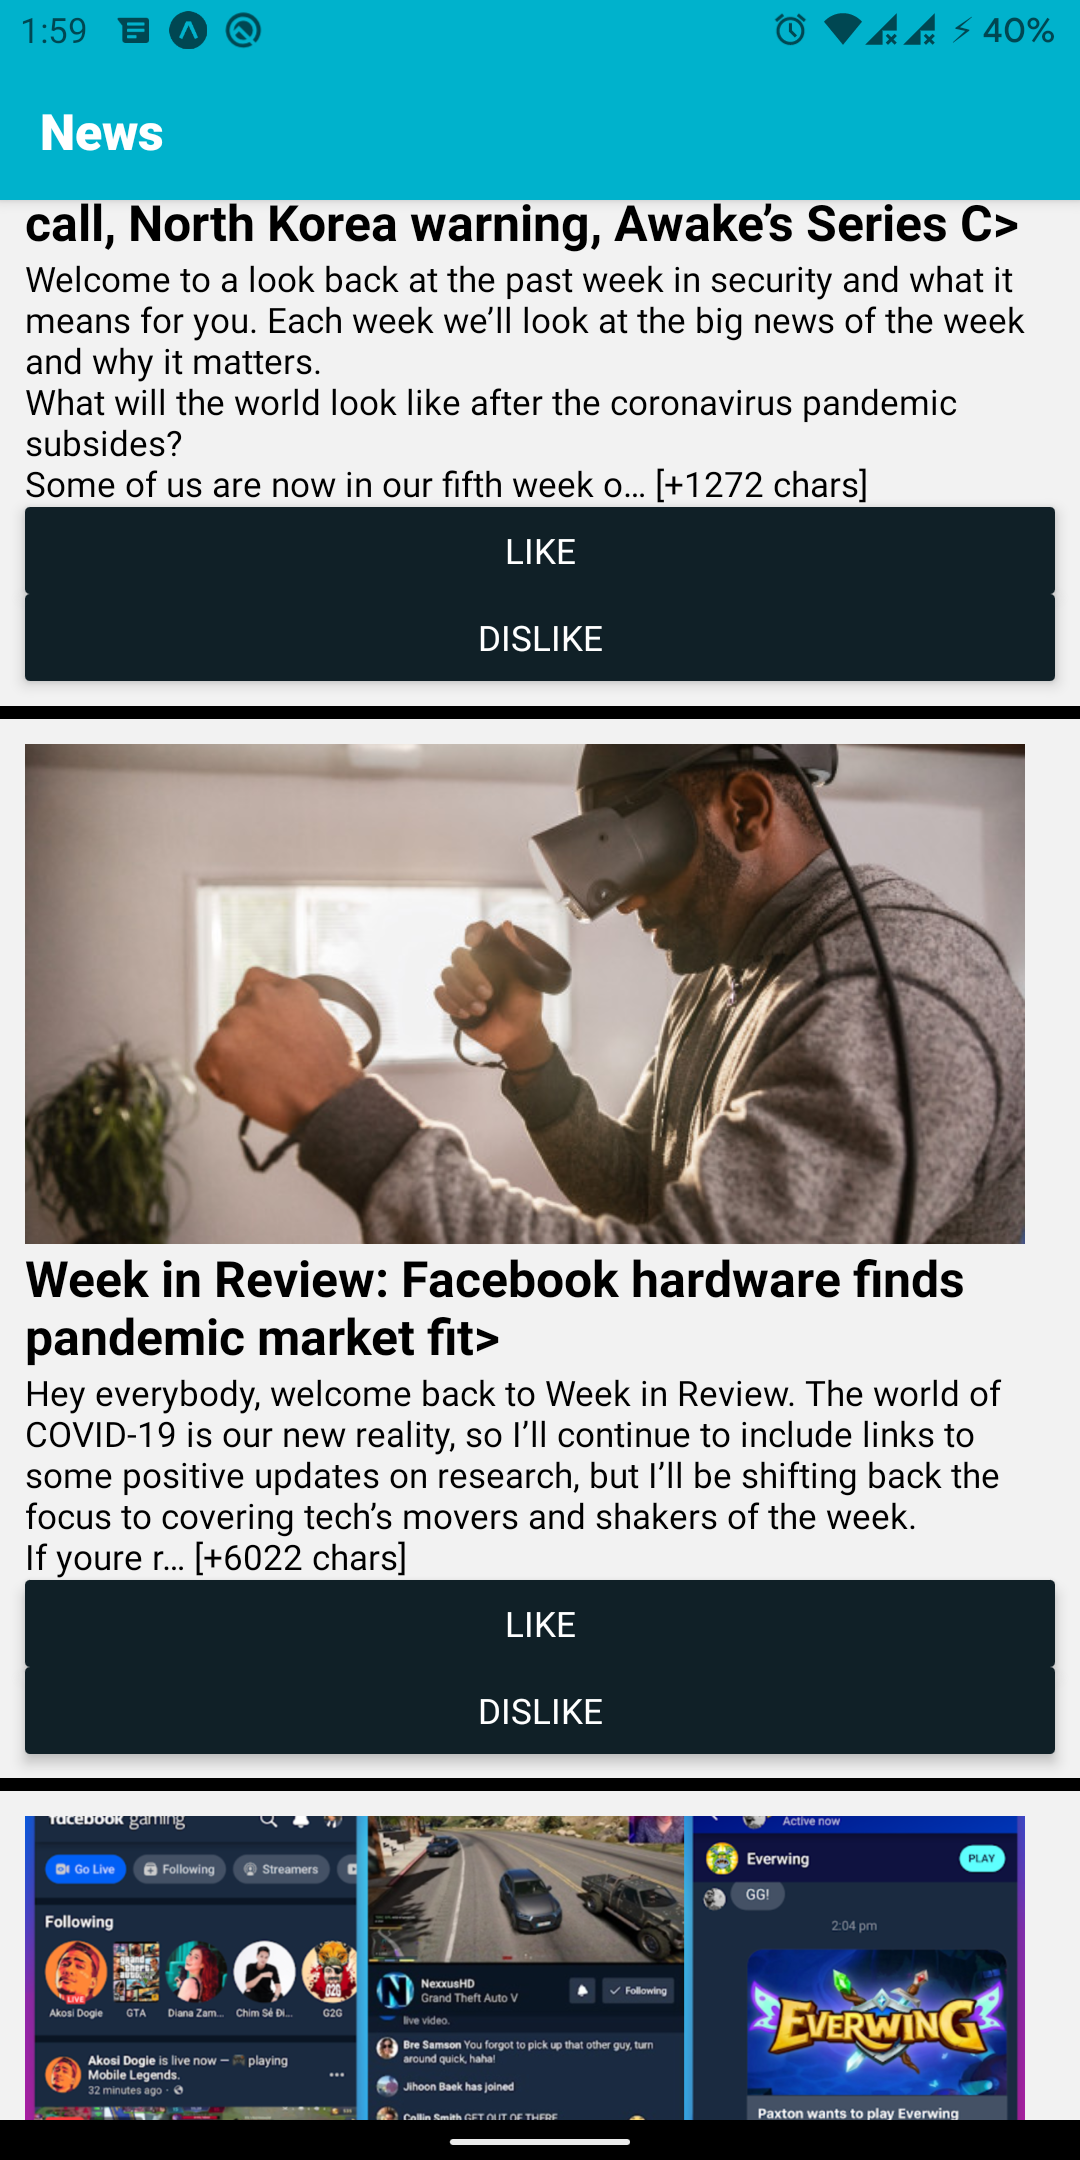 1:59
40%
News
call, North Korea warning, Awake’s Series C>
Welcome to a look back at the past week in security and what it
means for you. Each week we’ll look at the big news of the week
and why it matters.
What will the world look like after the coronavirus pandemic
subsides?
Some of us are now in our fifth week o… [+1272 chars]
LIKE
DISLIKE
Week in Review: Facebook hardware finds
pandemic market fit>
Hey everybody, welcome back to Week in Review. The world of
COVID-19 is our new reality, so I’ll continue to include links to
some positive updates on research, but I’ll be shifting back the
focus to covering tech’s movers and shakers of the week.
If youre r… [+6022 chars]
LIKE
DISLIKE
facebook gaming
Go Live
Following
Streamers
Following
LIVE
Akosi Dogie
GTA
Diana Zam...
Chim Sẻ Đi...
G2G
Akosi Dogie is live now — playing
Mobile Legends.
32 minutes ago ·
NexxusHD
Grand Theft Auto V
Following
live video.
Bre Samson You forgot to pick up that other guy, turn
around quick, haha!
Jihoon Baek has joined
Collin Smith GET OUT OF THERE
Active now
Everwing
PLAY
GG!
2:04 pm
EVERWING
Paxton wants to play Everwing